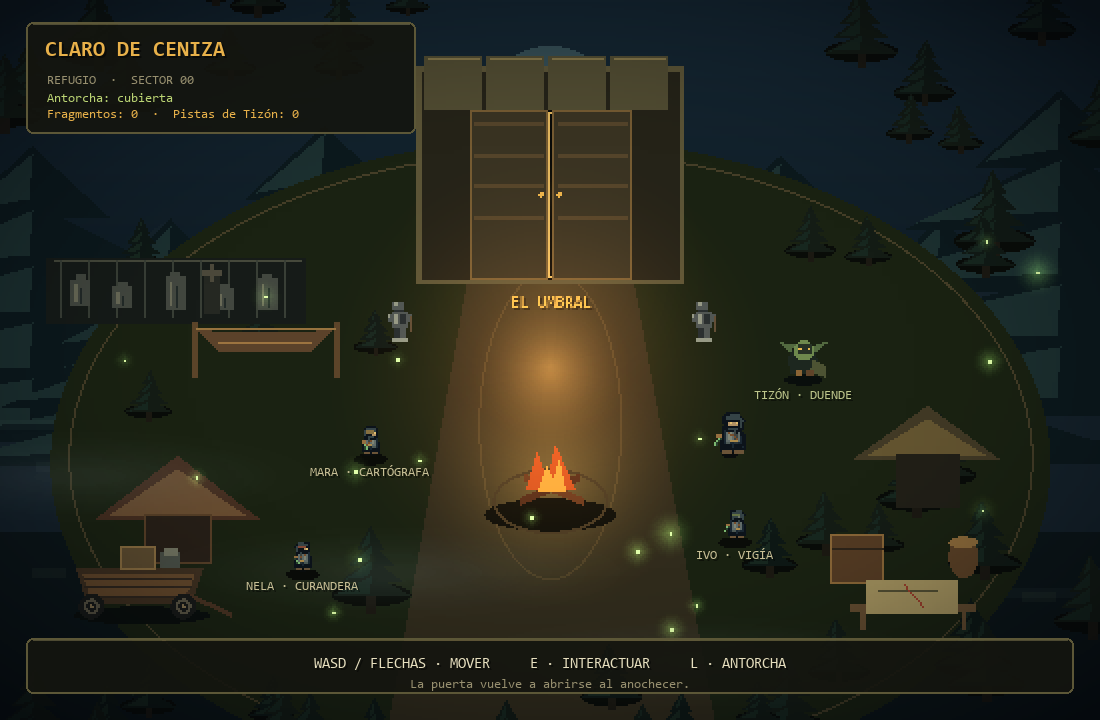 CLARO DE CENIZA
REFUGIO · SECTOR 00
Antorcha: cubierta
Fragmentos: 0 · Pistas de Tizón: 0
EL UMBRAL
TIZÓN · DUENDE
MARA · CARTÓGRAFA
IVO · VIGÍA
NELA · CURANDERA
WASD / FLECHAS · MOVER E · INTERACTUAR L · ANTORCHA
La puerta vuelve a abrirse al anochecer.